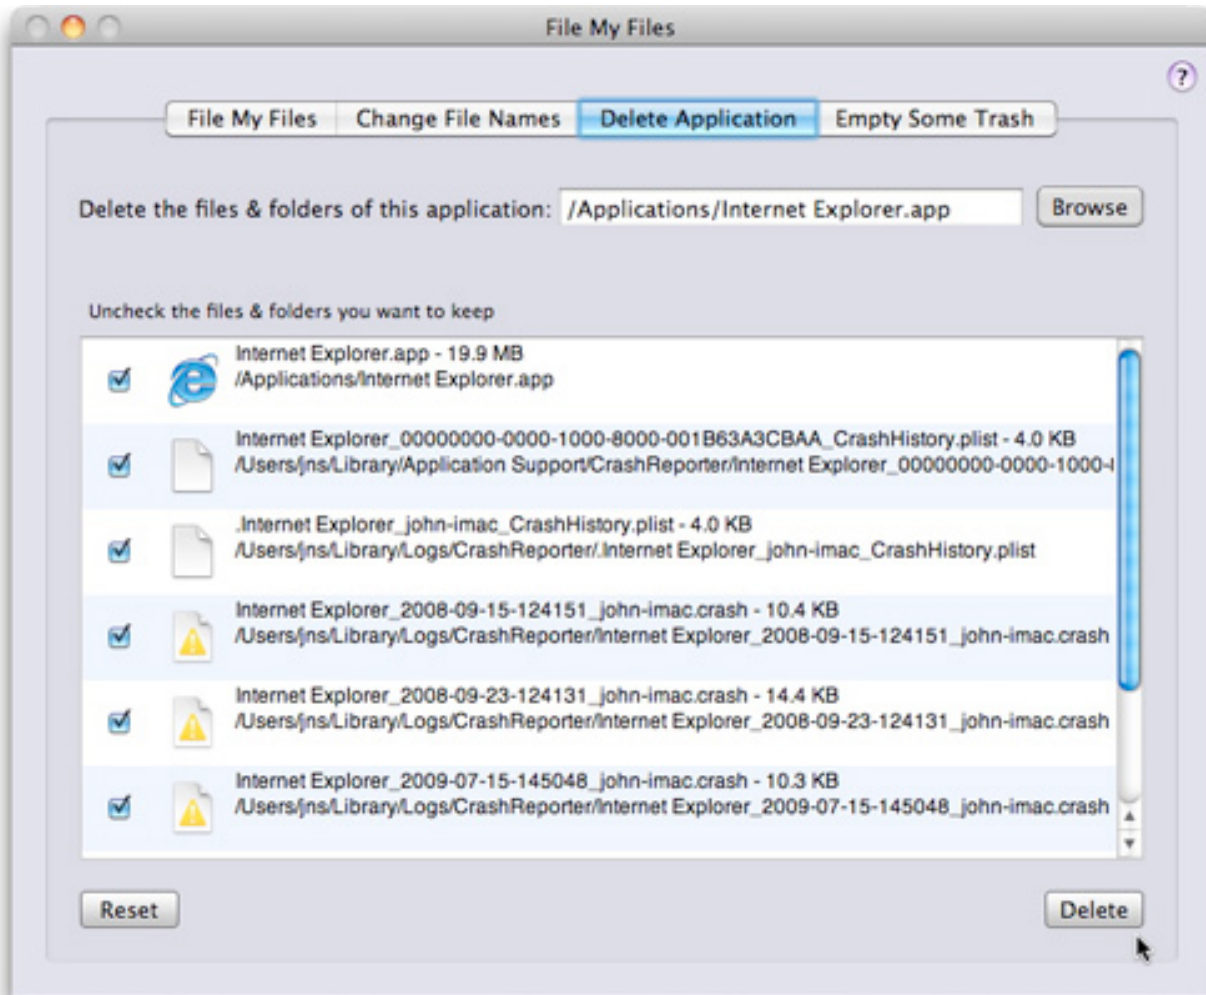 File My Files
?
File My Files Change File Names Delete Application Empty Some Trash
Delete the files & folders of this application: /Applications/Internet Explorer.app Browse
Uncheck the files & folders you want to keep
Internet Explorer.app - 19.9 MB
/Applications/Internet Explorer.app
Internet Explorer_00000000-0000-1000-8000-001B63A3CBAA_CrashHistory.plist - 4.0 KB
/Users/jns/Library/Application Support/CrashReporter/Internet Explorer_00000000-0000-1000-
.Internet Explorer_john-imac_CrashHistory.plist - 4.0 KB
/Users/jns/Library/Logs/CrashReporter/.Internet Explorer_john-imac_CrashHistory.plist
Internet Explorer_2008-09-15-124151_john-imac.crash - 10.4 KB
/Users/jns/Library/Logs/CrashReporter/Internet Explorer_2008-09-15-124151_john-imac.crash
Internet Explorer_2008-09-23-124131_john-imac.crash - 14.4 KB
/Users/jns/Library/Logs/CrashReporter/Internet Explorer_2008-09-23-124131_john-imac.crash
Internet Explorer_2009-07-15-145048_john-imac.crash - 10.3 KB
/Users/jns/Library/Logs/CrashReporter/Internet Explorer_2009-07-15-145048_john-imac.crash
Reset Delete